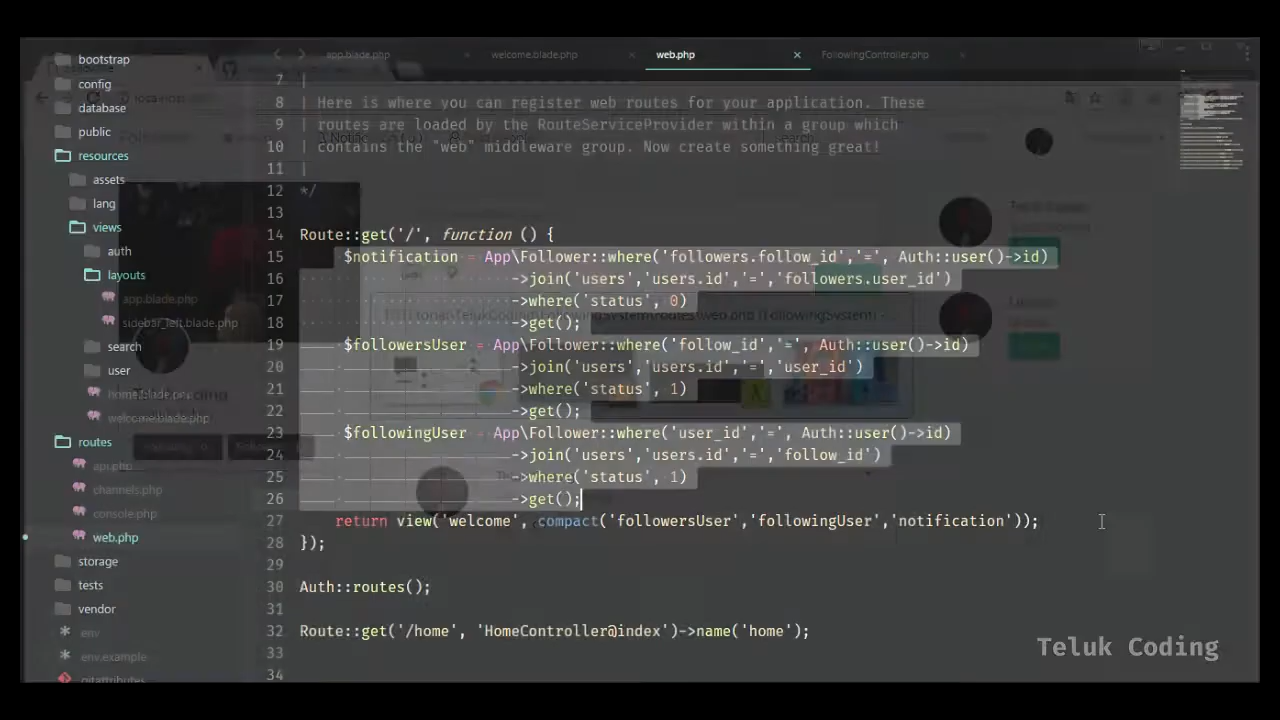 bootstrap
config
database
public
resources
assets
lang
views
auth
layouts
app.blade.php
sidebar_left.blade.php
search
user
home.blade.php
welcome.blade.php
routes
api.php
channels.php
console.php
web.php
storage
tests
vendor
env
env.example
gitattributes
app.blade.php welcome.blade.php web.php FollowingController.php
7 |
8 | Here is where you can register web routes for your application. These
9 | routes are loaded by the RouteServiceProvider within a group which
10 | contains the "web" middleware group. Now create something great!
11 |
12 */
13
14 Route::get('/', function () {
15 $notification = App\Follower::where('followers.follow_id','=', Auth::user()->id)
16 ->join('users','users.id','=','followers.user_id')
17 ->where('status', 0)
18 ->get();
19 $followersUser = App\Follower::where('follow_id','=', Auth::user()->id)
20 ->join('users','users.id','=','user_id')
21 ->where('status', 1)
22 ->get();
23 $followingUser = App\Follower::where('user_id','=', Auth::user()->id)
24 ->join('users','users.id','=','follow_id')
25 ->where('status', 1)
26 ->get();
27 return view('welcome', compact('followersUser','followingUser','notification'));
28 });
29
30 Auth::routes();
31
32 Route::get('/home', 'HomeController@index')->name('home');
33
34
Teluk Coding